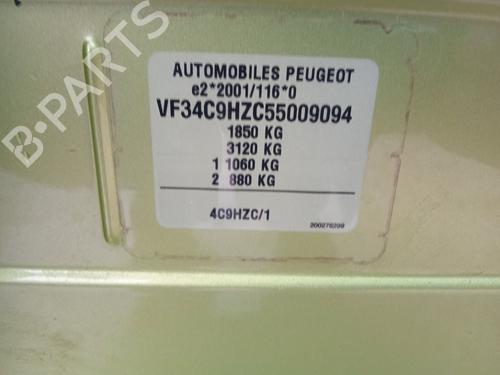 B-PARTS
AUTOMOBILES PEUGEOT
e2*2001/116*0
VF34C9HZC55009094
1850 KG
3120 KG
1 1060 KG
2 880 KG
4C9HZC/1